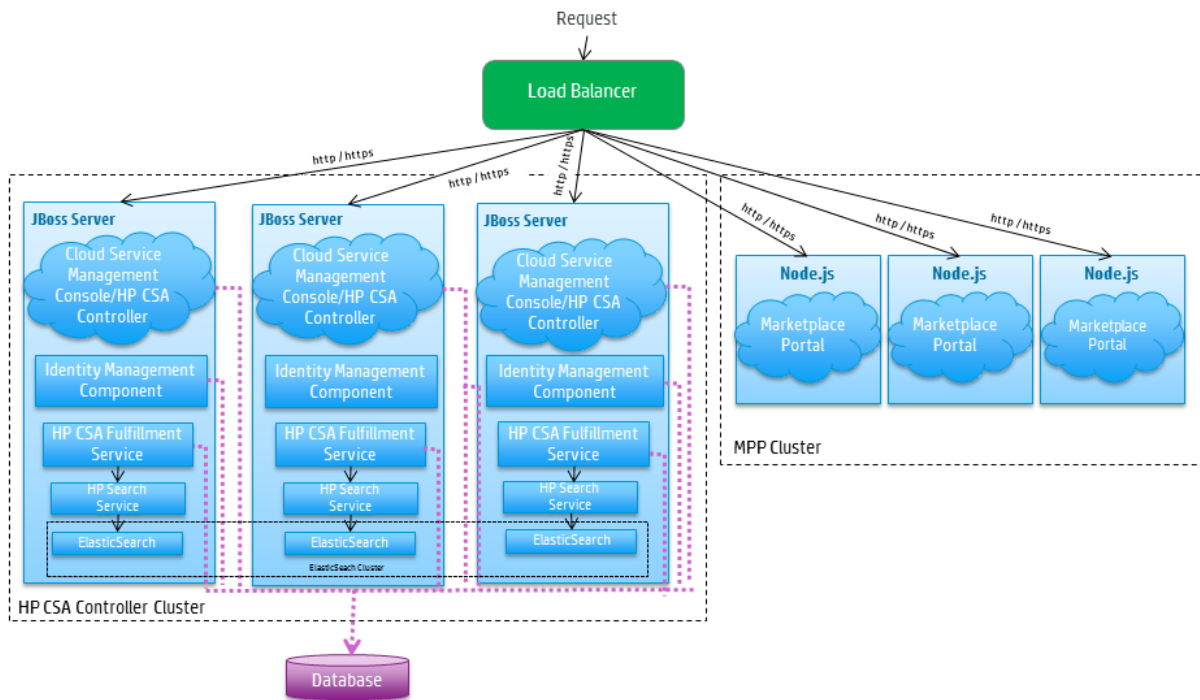 Request
Load Balancer
http / https
http / https
http / https
http / https
http / https
http / https
JBoss Server
Cloud Service
Management
Console/HP CSA
Controller
Identity Management
Component
HP CSA Fulfillment
Service
HP Search
Service
ElasticSearch
JBoss Server
Cloud Service
Management
Console/HP CSA
Controller
Identity Management
Component
HP CSA Fulfillment
Service
HP Search
Service
ElasticSearch
JBoss Server
Cloud Service
Management
Console/HP CSA
Controller
Identity Management
Component
HP CSA Fulfillment
Service
HP Search
Service
ElasticSearch
ElasticSeach Cluster
HP CSA Controller Cluster
Node.js
Marketplace
Portal
Node.js
Marketplace
Portal
Node.js
Marketplace
Portal
MPP Cluster
Database